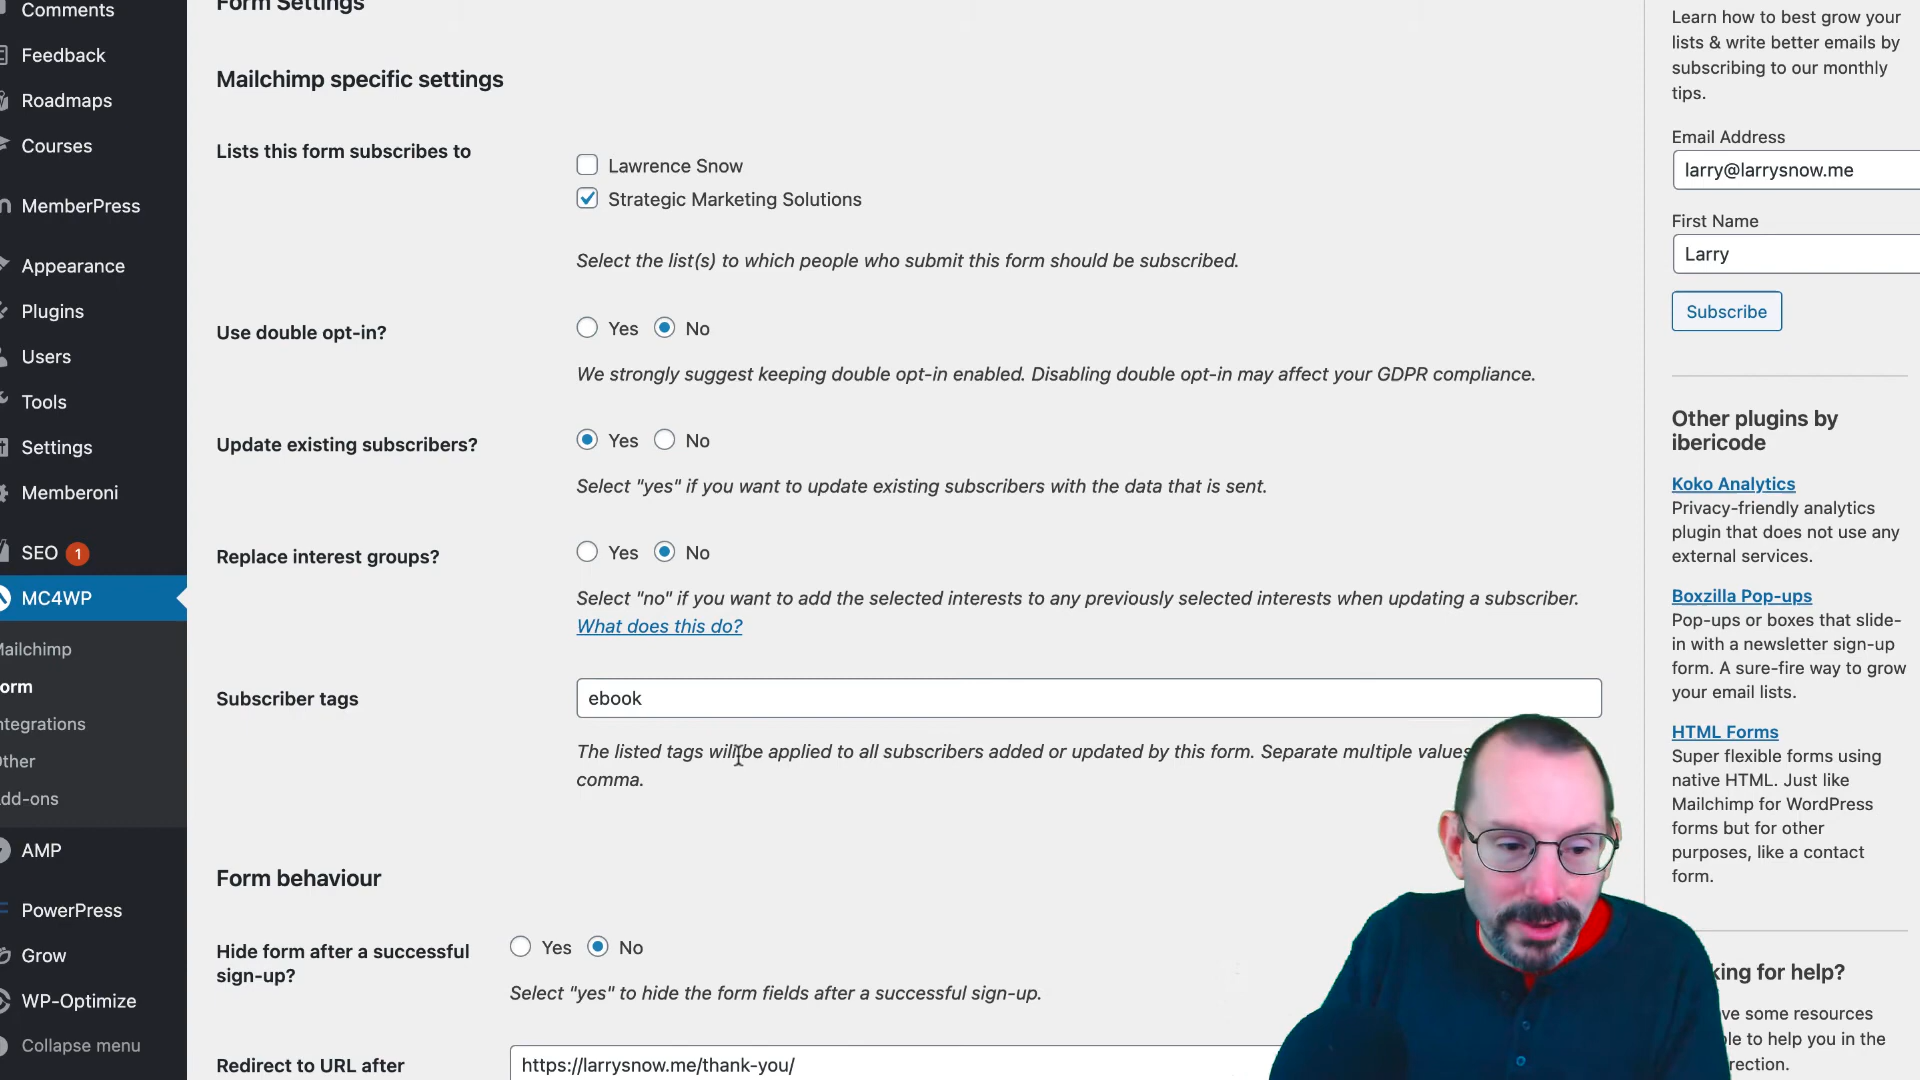 Comments
Feedback
Roadmaps
Courses
MemberPress
Appearance
Plugins
Users
Tools
Settings
Memberoni
SEO 1
MC4WP
Mailchimp
orm
ntegrations
ther
dd-ons
AMP
PowerPress
Grow
WP-Optimize
Collapse menu
Form Settings
Mailchimp specific settings
Lists this form subscribes to
Lawrence Snow
Strategic Marketing Solutions
Select the list(s) to which people who submit this form should be subscribed.
Use double opt-in?
Yes No
We strongly suggest keeping double opt-in enabled. Disabling double opt-in may affect your GDPR compliance.
Update existing subscribers?
Yes No
Select "yes" if you want to update existing subscribers with the data that is sent.
Replace interest groups?
Yes No
Select "no" if you want to add the selected interests to any previously selected interests when updating a subscriber.
What does this do?
Subscriber tags
ebook
The listed tags will be applied to all subscribers added or updated by this form. Separate multiple values
comma.
Form behaviour
Hide form after a successful
sign-up?
Yes No
Select "yes" to hide the form fields after a successful sign-up.
Redirect to URL after
https://larrysnow.me/thank-you/
Learn how to best grow your
lists & write better emails by
subscribing to our monthly
tips.
Email Address
larry@larrysnow.me
First Name
Larry
Subscribe
Other plugins by
ibericode
Koko Analytics
Privacy-friendly analytics
plugin that does not use any
external services.
Boxzilla Pop-ups
Pop-ups or boxes that slide-
in with a newsletter sign-up
form. A sure-fire way to grow
your email lists.
HTML Forms
Super flexible forms using
native HTML. Just like
Mailchimp for WordPress
forms but for other
purposes, like a contact
form.
king for help?
ve some resources
ble to help you in the
rection.